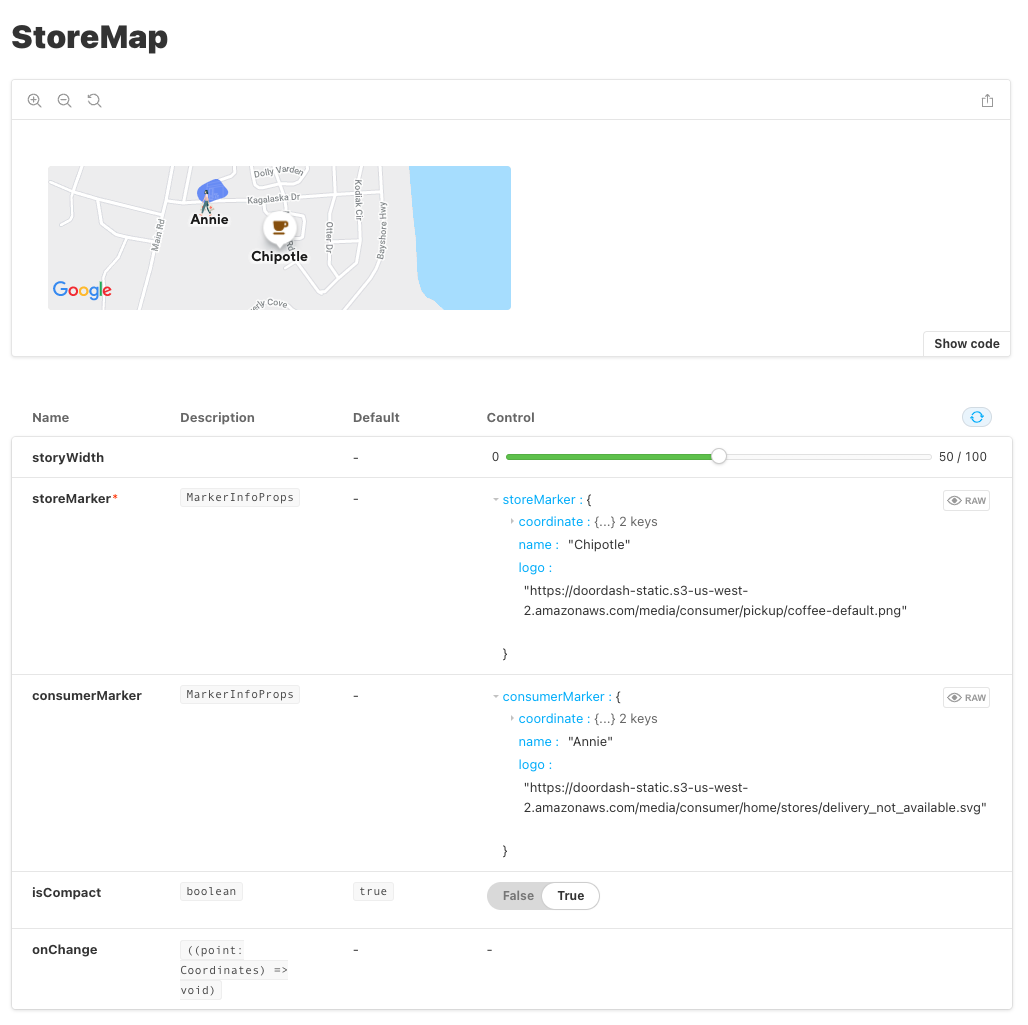 StoreMap
Dolly Varden
Kagalaska Dr
Kodiak Cir
Annie
Main Rd
Otter Dr
Bayshore Hwy
Rd
Chipotle
Google
erly Cove
Show code
Name Description Default Control
storyWidth - 0 50 / 100
storeMarker* MarkerInfoProps - storeMarker : { RAW
coordinate : {...} 2 keys
name : "Chipotle"
logo :
"https://doordash-static.s3-us-west-
2.amazonaws.com/media/consumer/pickup/coffee-default.png"
}
consumerMarker MarkerInfoProps - consumerMarker : { RAW
coordinate : {...} 2 keys
name : "Annie"
logo :
"https://doordash-static.s3-us-west-
2.amazonaws.com/media/consumer/home/stores/delivery_not_available.svg"
}
isCompact boolean true False True
onChange ((point: - -
Coordinates) =>
void)